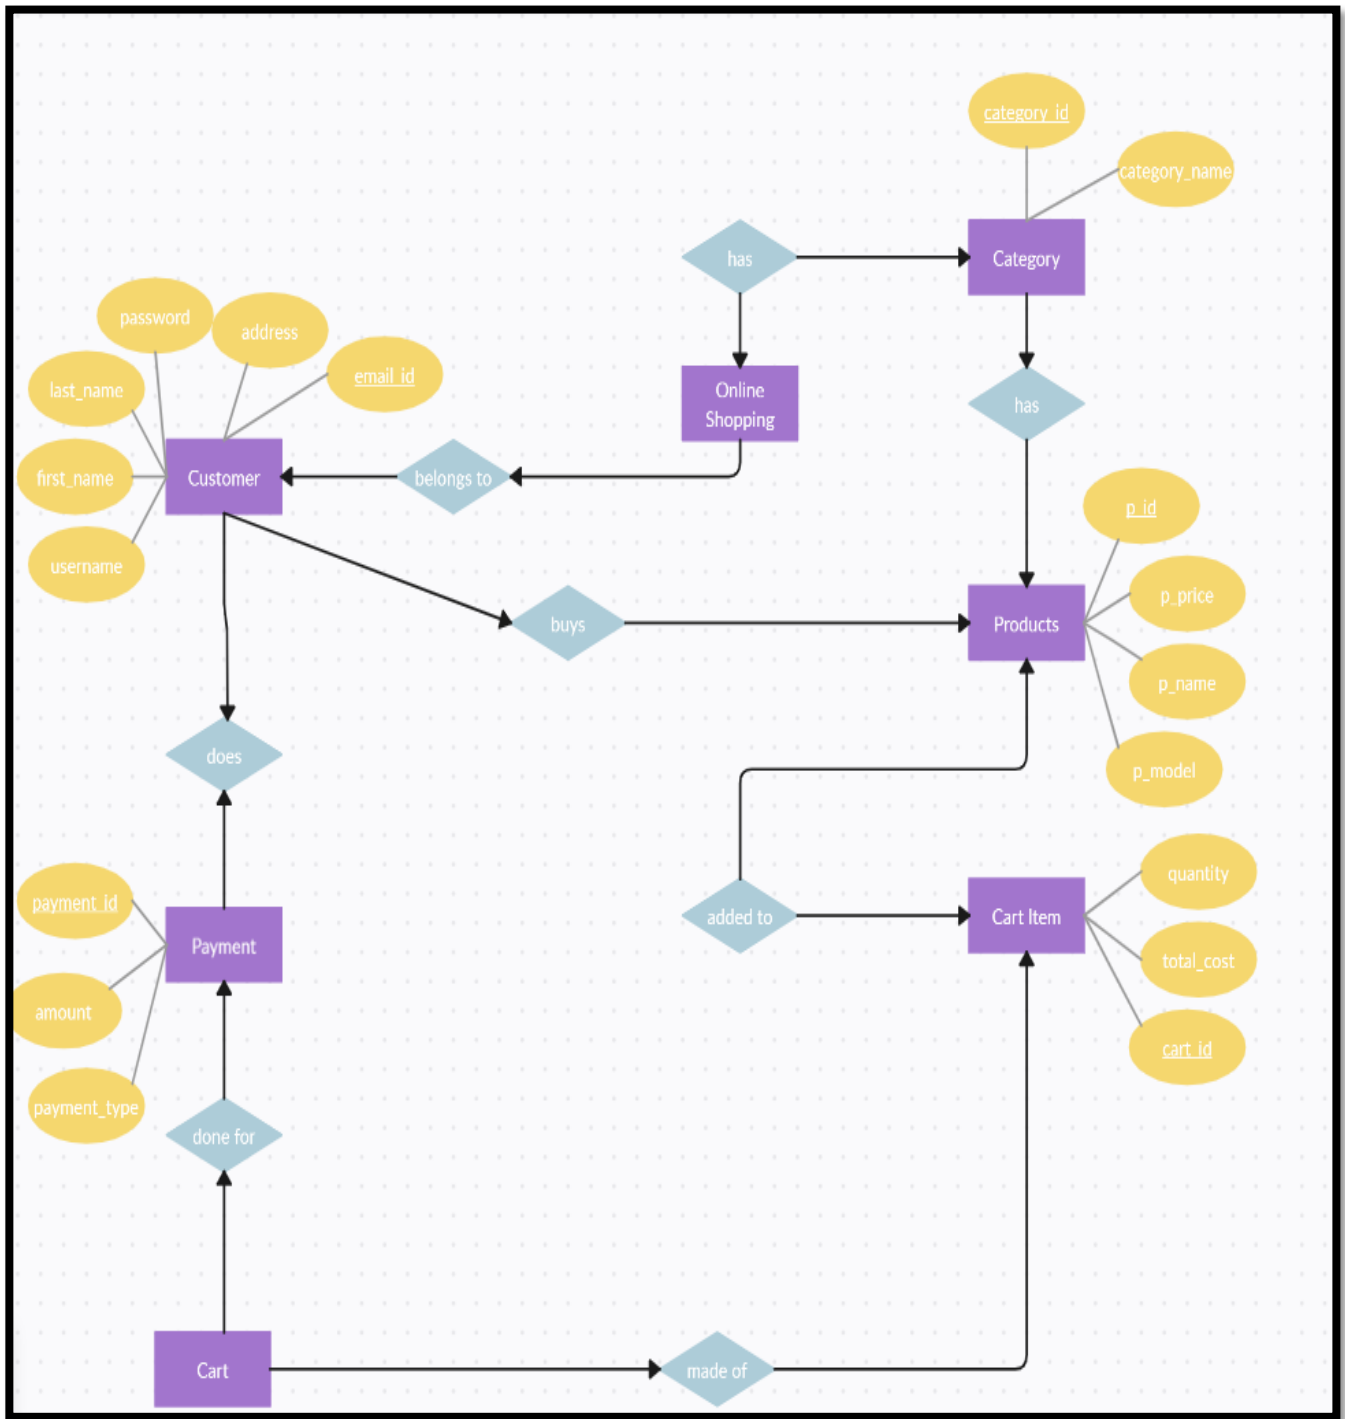 category_id
category_name
has
Category
password
address
email_id
last_name
Online
Shopping
has
Customer
belongs to
first_name
p_id
username
p_price
buys
Products
p_name
does
p_model
quantity
payment_id
added to
Cart Item
Payment
total_cost
amount
cart_id
payment_type
done for
Cart
made of